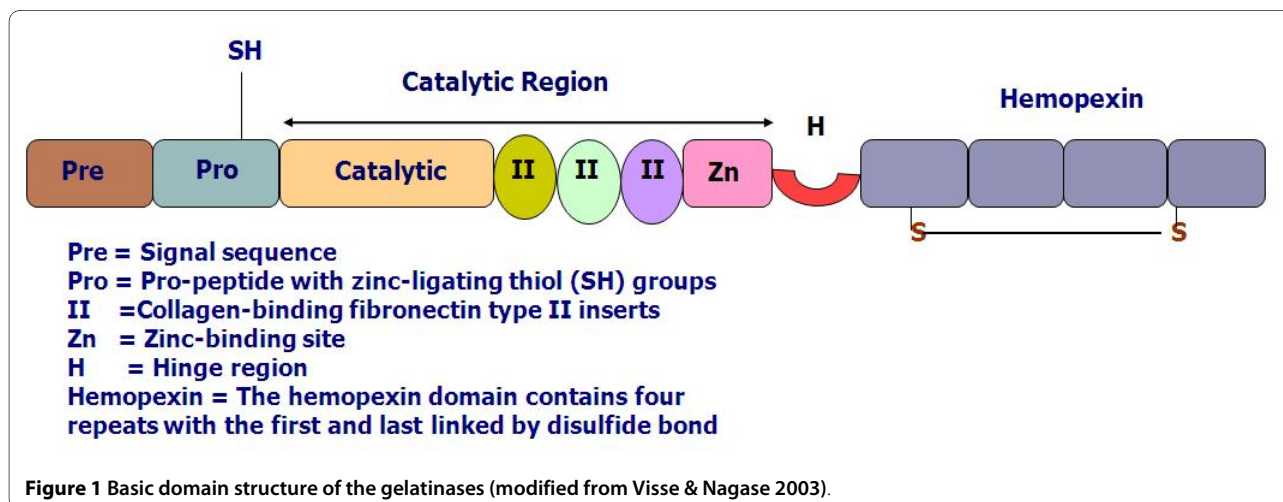 SH
Catalytic Region
H
Hemopexin
Pre Pro Catalytic II II II Zn
S S
Pre = Signal sequence
Pro = Pro-peptide with zinc-ligating thiol (SH) groups
II =Collagen-binding fibronectin type II inserts
Zn = Zinc-binding site
H = Hinge region
Hemopexin = The hemopexin domain contains four
repeats with the first and last linked by disulfide bond
Figure 1 Basic domain structure of the gelatinases (modified from Visse & Nagase 2003).